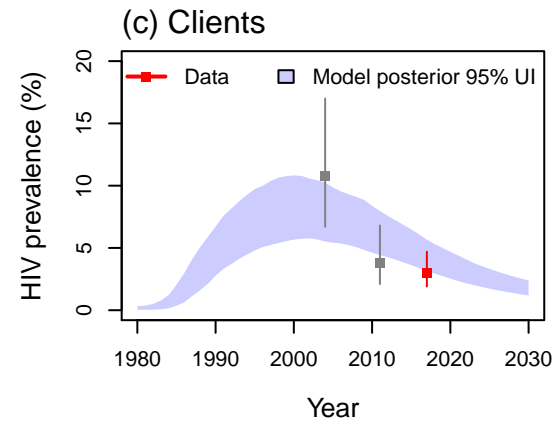 (c) Clients
HIV prevalence (%)
20
15
10
5
0
Data
Model posterior 95% UI
1980 1990 2000 2010 2020 2030
Year